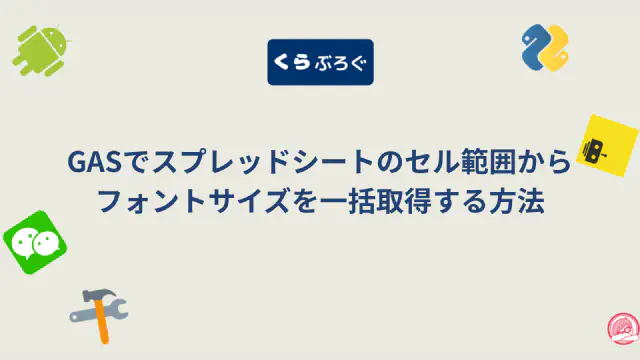 くらぶろぐ
GASでスプレッドシートのセル範囲から
フォントサイズを一括取得する方法